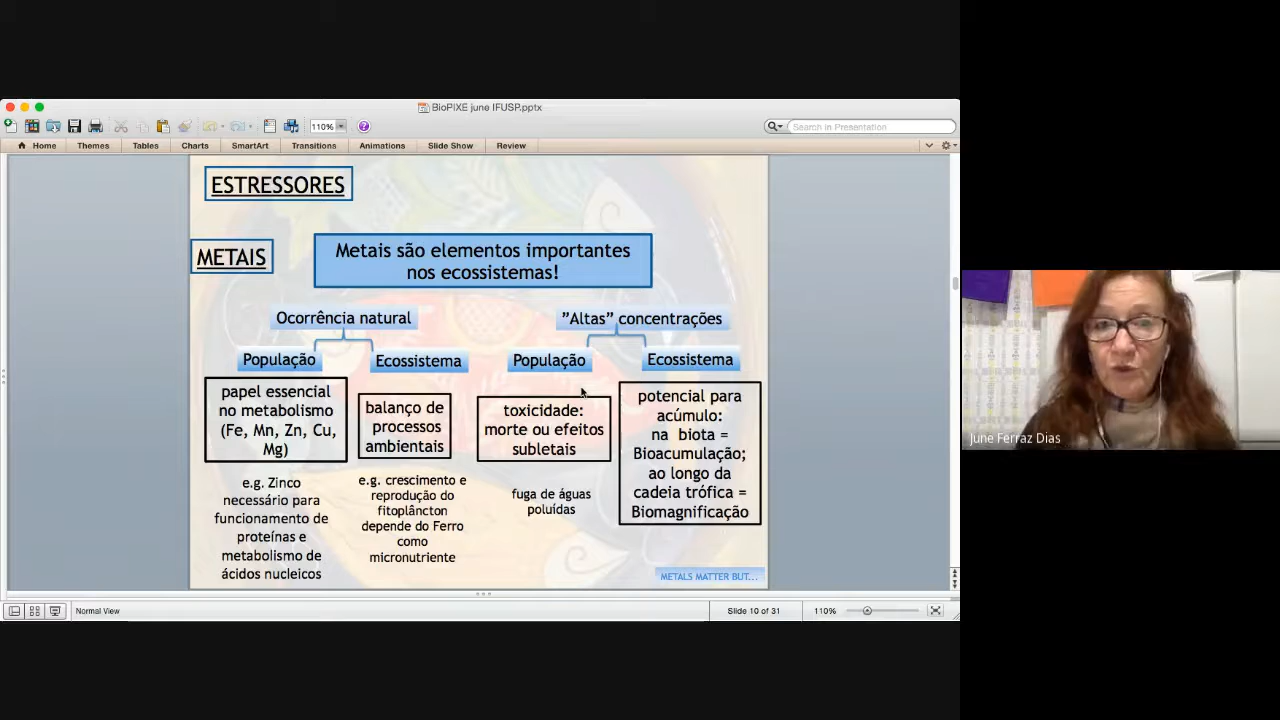 BioPIXE june IFUSP.pptx
110%
Search in Presentation
Home
Themes
Tables
Charts
SmartArt
Transitions
Animations
Slide Show
Review
ESTRESSORES
METAIS
Metais são elementos importantes
nos ecossistemas!
Ocorrência natural
População
Ecossistema
papel essencial
no metabolismo
(Fe, Mn, Zn, Cu,
Mg)
balanço de
processos
ambientais
e.g. Zinco
necessário para
funcionamento de
proteínas e
metabolismo de
ácidos nucleicos
e.g. crescimento e
reprodução do
fitoplâncton
depende do Ferro
como
micronutriente
”Altas” concentrações
População
Ecossistema
toxicidade:
morte ou efeitos
subletais
fuga de águas
poluídas
potencial para
acúmulo:
na biota =
Bioacumulação;
ao longo da
cadeia trófica =
Biomagnificação
METALS MATTER BUT...
Normal View
Slide 10 of 31
110%
June Ferraz Dias